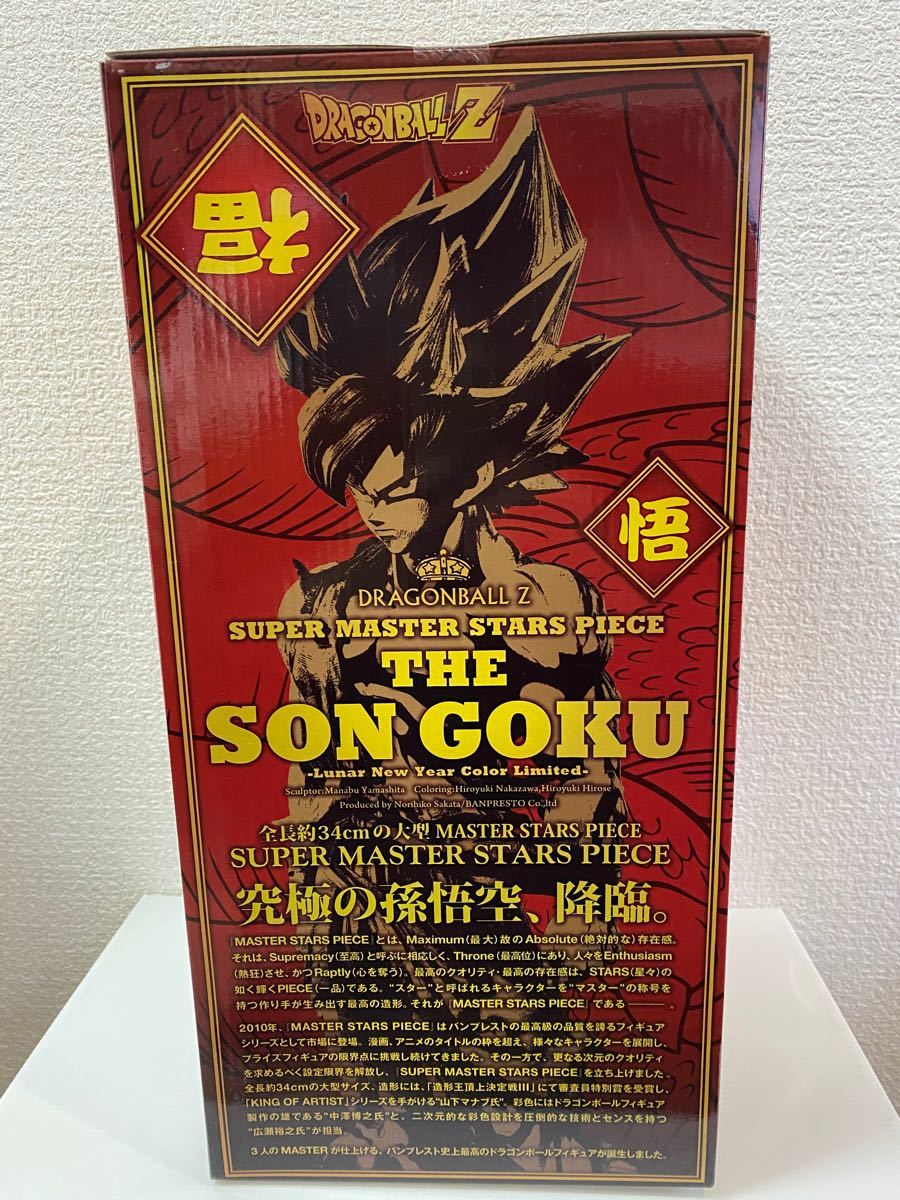 DRAGONBALL Z®
福
悟
DRAGONBALL Z
SUPER MASTER STARS PIECE
THE
SON GOKU
-Lunar New Year Color Limited-
Sculptor:Manabu Yamashita Coloring:Hiroyuki Nakazawa,Hiroyuki Hirose
Produced by Norihiko Sakata/BANPRESTO Co.,ltd
全長約34cmの大型 MASTER STARS PIECE
SUPER MASTER STARS PIECE
究極の孫悟空、降臨。
「MASTER STARS PIECE」とは、Maximum(最大)故のAbsolute(絶対的な)存在感。
それは、Supremacy(至高)と呼ぶに相応しく、Throne(最高位)にあり、人々をEnthusiasm
(熱狂)させ、かつRaptly(心を奪う)。最高のクオリティ・最高の存在感は、STARS(星々)の
如く輝くPIECE(一品)である。“スター”と呼ばれるキャラクターを“マスター”の称号を
持つ作り手が生み出す最高の造形。それが「MASTER STARS PIECE」である———。
2010年、「MASTER STARS PIECE」はバンプレストの最高級の品質を誇るフィギュア
シリーズとして市場に登場。漫画、アニメのタイトルの枠を超え、様々なキャラクターを展開し、
プライズフィギュアの限界点に挑戦し続けてきました。その一方で、更なる次元のクオリティ
を求めるべく設定限界を解放し、「SUPER MASTER STARS PIECE」を立ち上げました。
全長約34cmの大型サイズ、造形には、「造形王頂上決定戦III」にて審査員特別賞を受賞し、
「KING OF ARTIST」シリーズを手がける“山下マナブ氏”。彩色にはドラゴンボールフィギュア
製作の雄である“中澤博之氏”と、二次元的な彩色設計を圧倒的な技術とセンスを持つ
“広瀬裕之氏”が担当。
3人のMASTERが仕上げる、バンプレスト史上最高のドラゴンボールフィギュアが誕生しました。